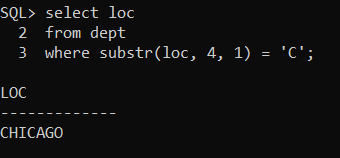 SQL> select loc
2 from dept
3 where substr(loc, 4, 1) = 'C';
LOC
-------------
CHICAGO